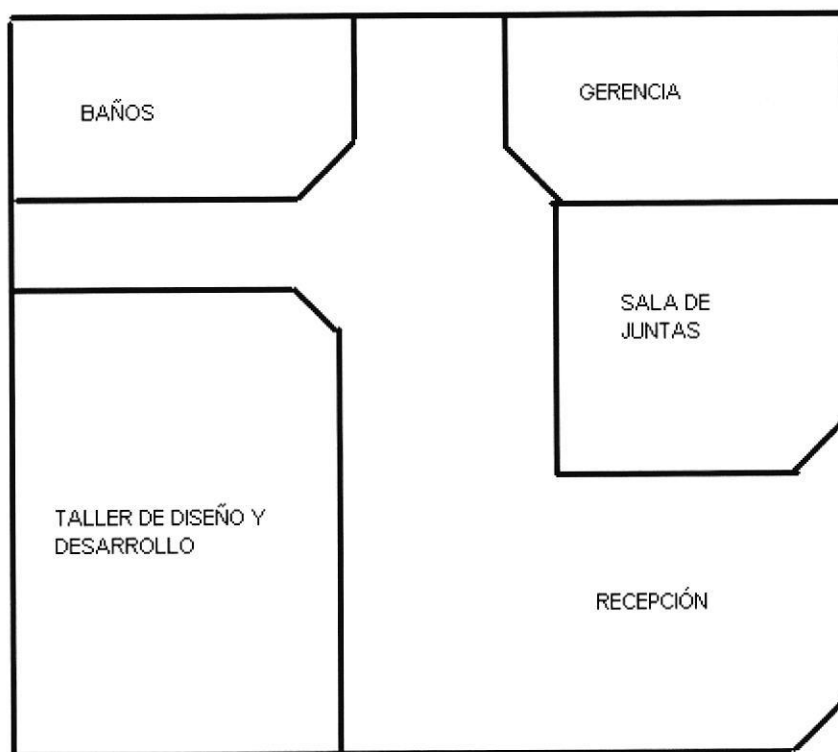 BAÑOS
GERENCIA
SALA DE
JUNTAS
TALLER DE DISEÑO Y
DESARROLLO
RECEPCIÓN